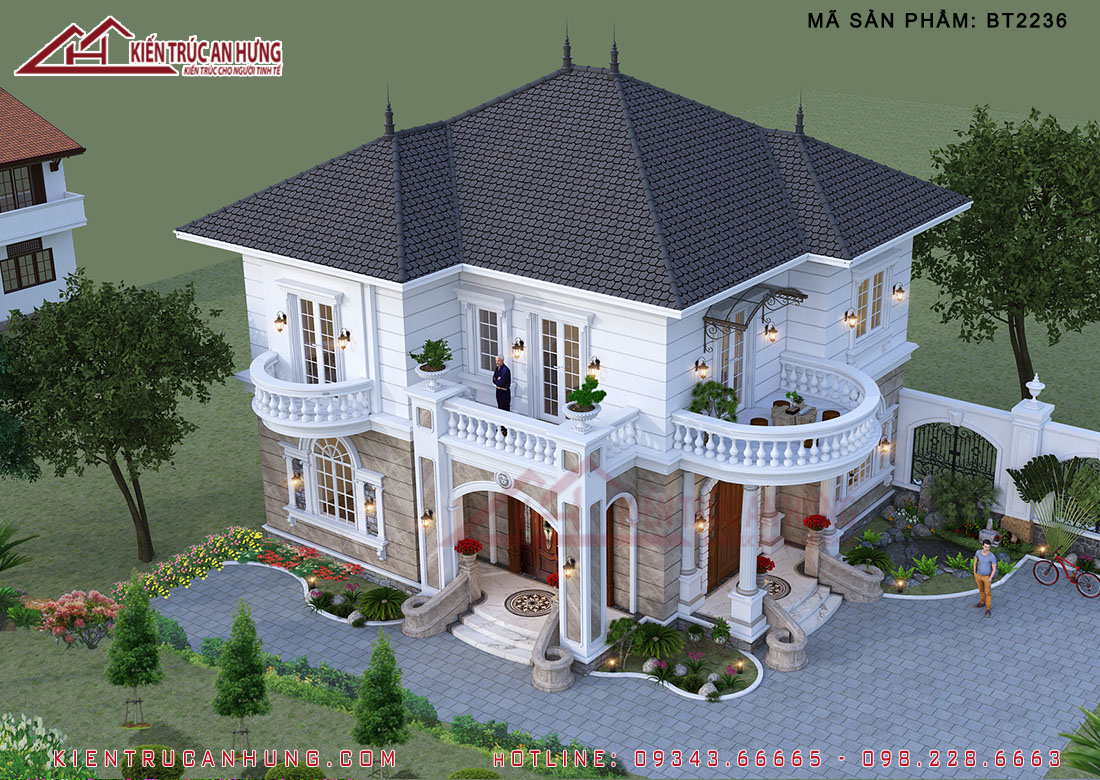 MÃ SẢN PHẨM: BT2236
KIẾN TRÚC AN HƯNG
KIẾN TRÚC CHO NGƯỜI TINH TẾ
KIENTRUCANHUNG.COM
HOTLINE: 09343.66665 - 098.228.6663